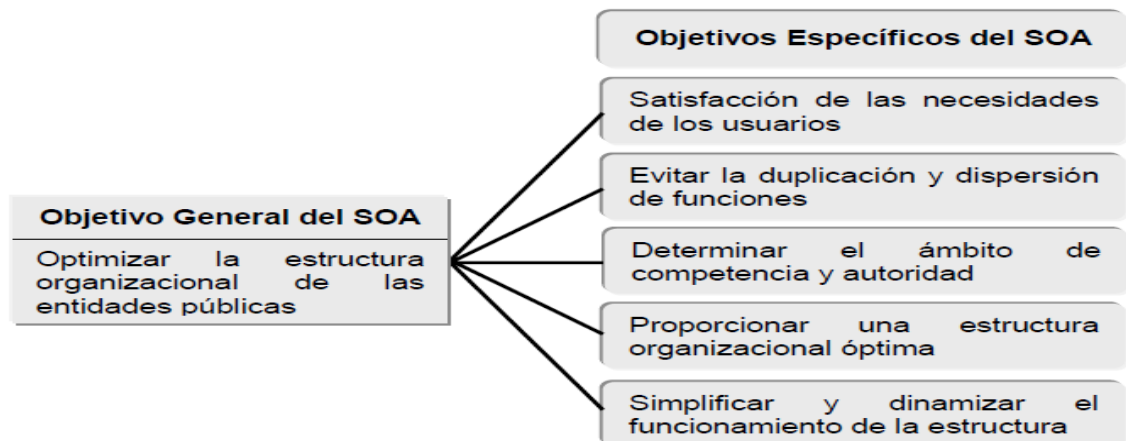 Objetivo General del SOA
Optimizar la estructura
organizacional de las
entidades públicas
Objetivos Específicos del SOA
Satisfacción de las necesidades
de los usuarios
Evitar la duplicación y dispersión
de funciones
Determinar el ámbito de
competencia y autoridad
Proporcionar una estructura
organizacional óptima
Simplificar y dinamizar el
funcionamiento de la estructura